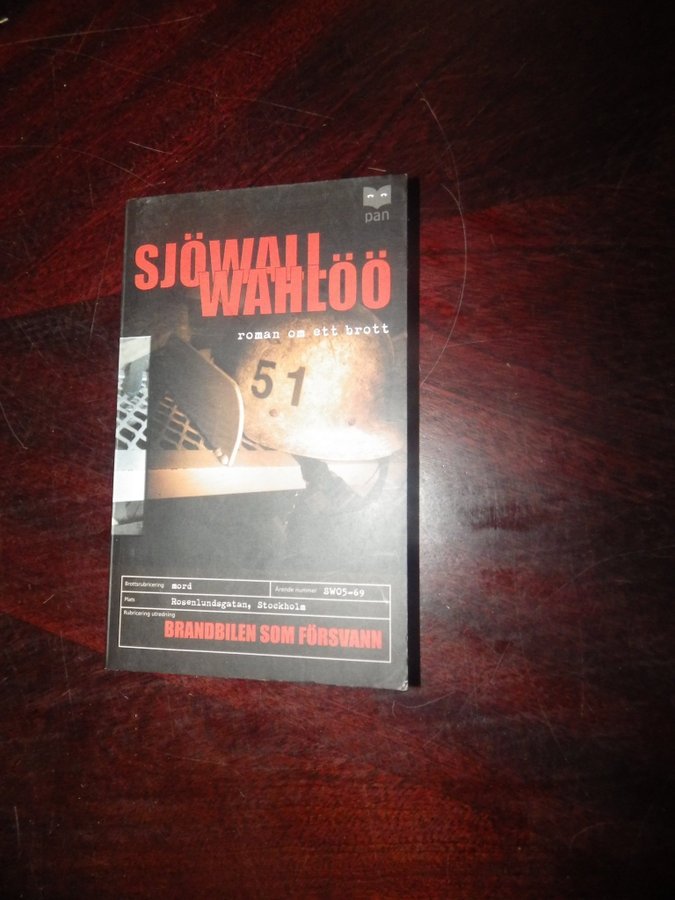 pan
SJÖWALL
WAHLÖÖ
roman om ett brott
51
Brottsrubricering mord Ärende nummer SW05-69
Plats Rosenlundsgatan, Stockholm
Rubricering utredning
BRANDBILEN SOM FÖRSVANN